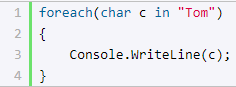 1 foreach(char c in "Tom")
2 {
3     Console.WriteLine(c);
4 }